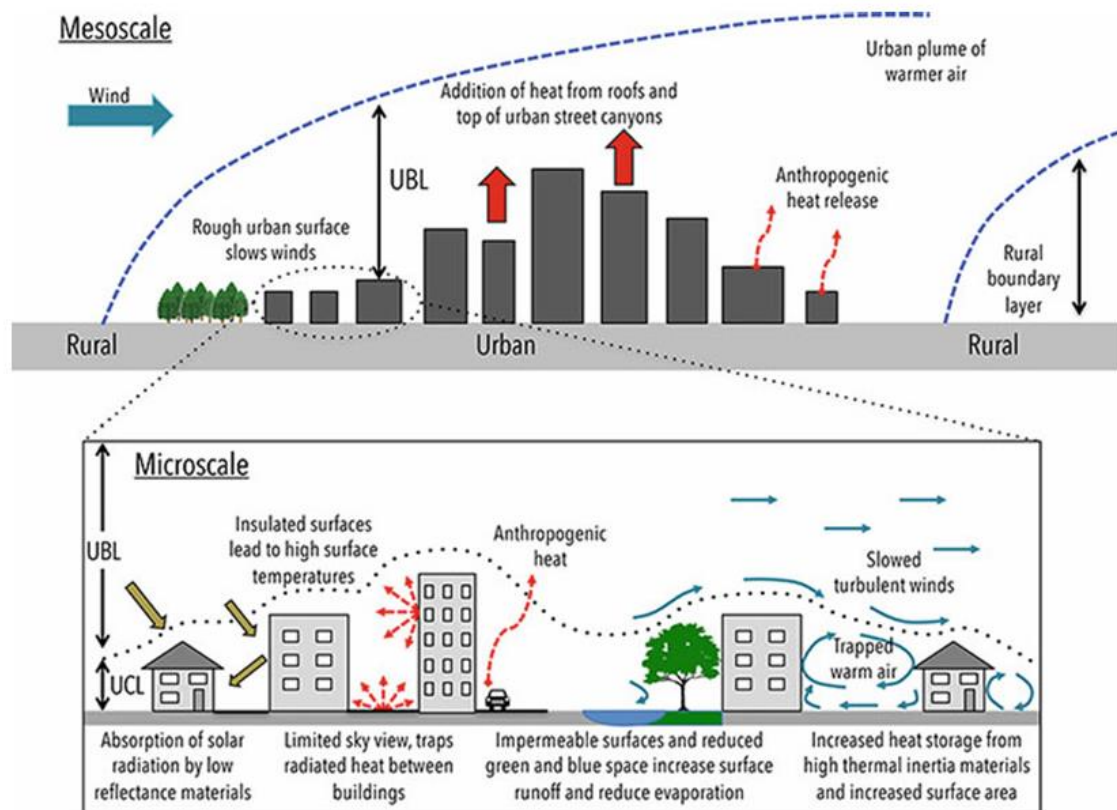 Mesoscale
Wind
Urban plume of
warmer air
Addition of heat from roofs and
top of urban street canyons
UBL
Anthropogenic
heat release
Rough urban surface
slows winds
Rural
boundary
layer
Rural
Urban
Rural
Microscale
UBL
Insulated surfaces
lead to high surface
temperatures
Anthropogenic
heat
Slowed
turbulent winds
UCL
Trapped
warm air
Absorption of solar
radiation by low
reflectance materials
Limited sky view, traps
radiated heat between
buildings
Impermeable surfaces and reduced
green and blue space increase surface
runoff and reduce evaporation
Increased heat storage from
high thermal inertia materials
and increased surface area